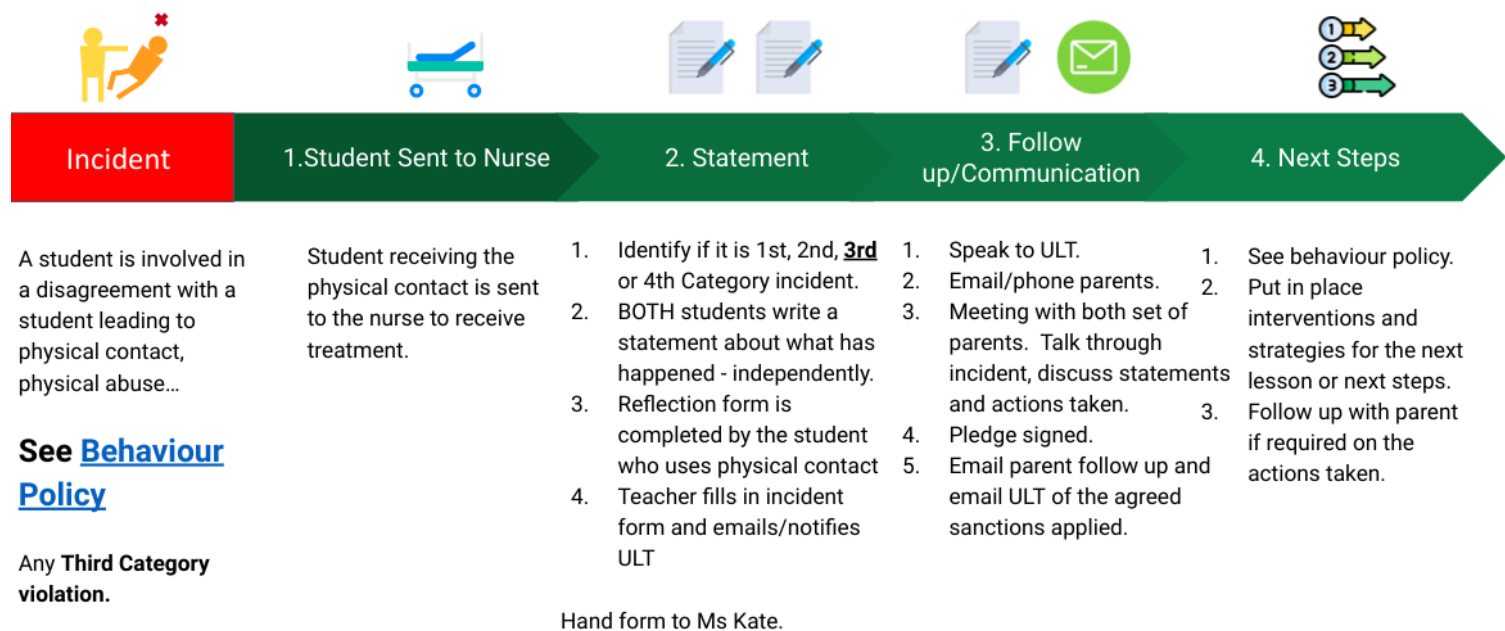 1
2
3
Incident
1.Student Sent to Nurse
2. Statement
3. Follow
up/Communication
4. Next Steps
A student is involved in
a disagreement with a
student leading to
physical contact,
physical abuse…
See Behaviour
Policy
Any Third Category
violation.
Student receiving the
physical contact is sent
to the nurse to receive
treatment.
1. Identify if it is 1st, 2nd, 3rd
or 4th Category incident.
2. BOTH students write a
statement about what has
happened - independently.
3. Reflection form is
completed by the student
who uses physical contact
4. Teacher fills in incident
form and emails/notifies
ULT
Hand form to Ms Kate.
1. Speak to ULT.
2. Email/phone parents.
3. Meeting with both set of
parents. Talk through
incident, discuss statements
and actions taken.
4. Pledge signed.
5. Email parent follow up and
email ULT of the agreed
sanctions applied.
1. See behaviour policy.
2. Put in place
interventions and
strategies for the next
lesson or next steps.
3. Follow up with parent
if required on the
actions taken.